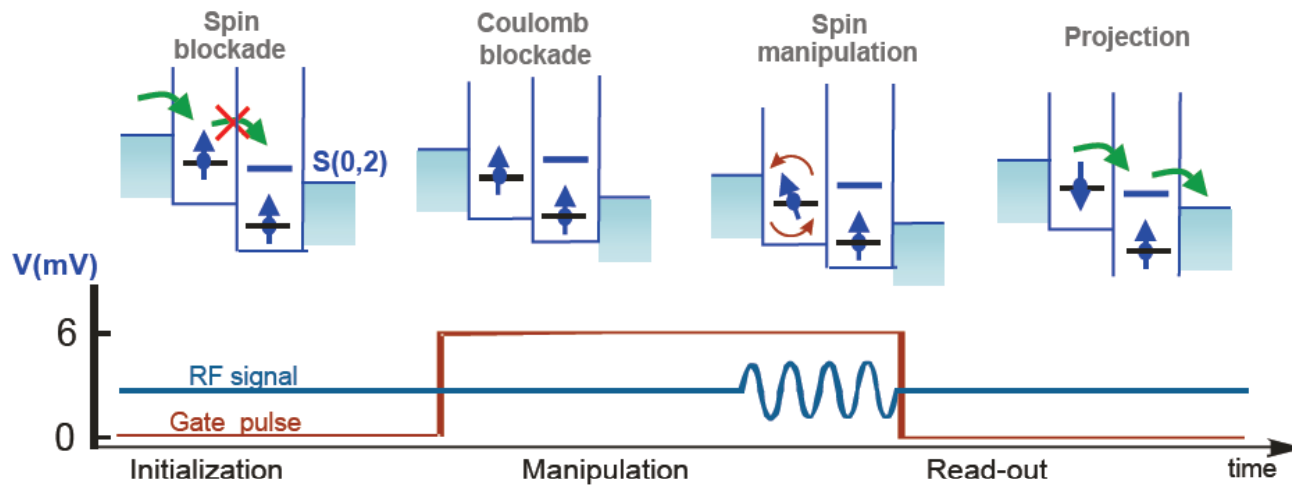 Spin
blockade
Coulomb
blockade
Spin
manipulation
Projection
S(0,2)
V(mV)
6
RF signal
Gate pulse
0
Initialization
Manipulation
Read-out
time